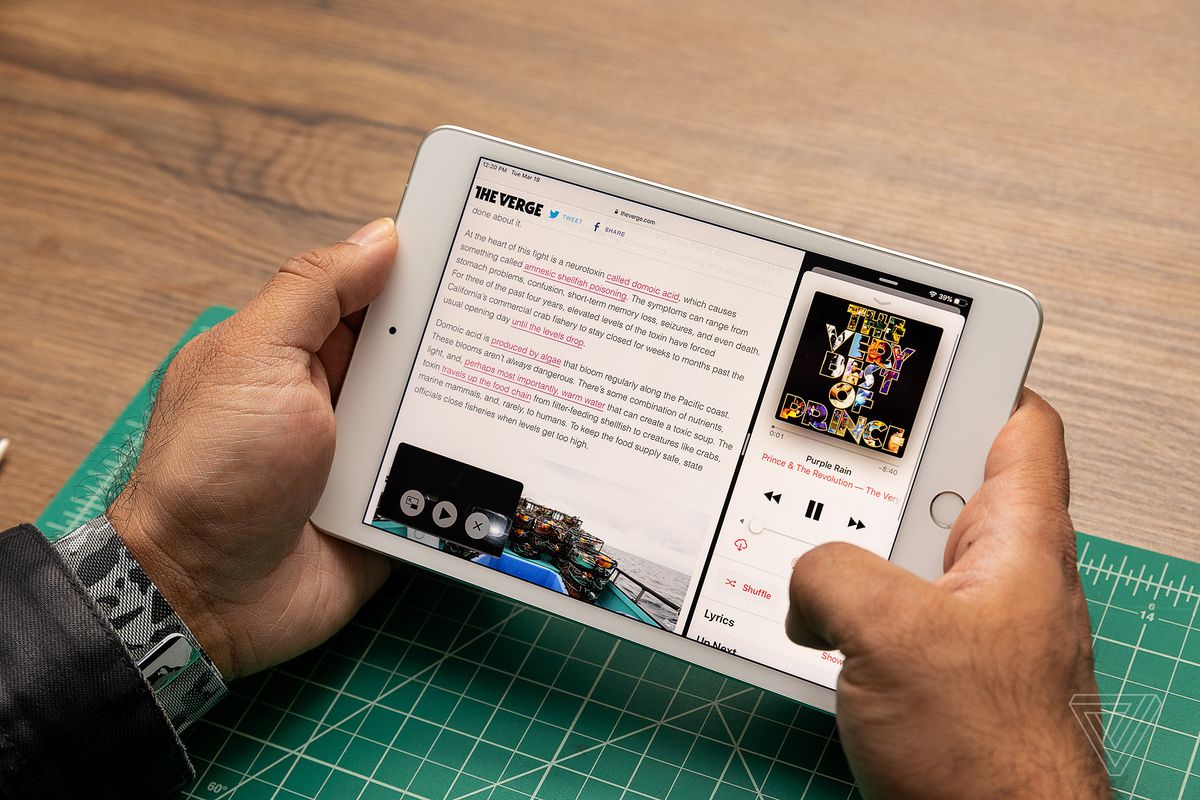 12:20 PM Tue Mar 19
39%
THE VERGE
TWEET
SHARE
theverge.com
done about it.
At the heart of this fight is a neurotoxin called domoic acid, which causes
something called amnesic shellfish poisoning. The symptoms can range from
stomach problems, confusion, short-term memory loss, seizures, and even death.
For three of the past four years, elevated levels of the toxin have forced
California's commercial crab fishery to stay closed for weeks to months past the
usual opening day until the levels drop.
Domoic acid is produced by algae that bloom regularly along the Pacific coast.
These blooms aren't always dangerous. There's some combination of nutrients,
light, and, perhaps most importantly, warm water that can create a toxic soup. The
toxin travels up the food chain from filter-feeding shellfish to creatures like crabs,
marine mammals, and, rarely, to humans. To keep the food supply safe, state
officials close fisheries when levels get too high.
THE
VERY
BEST
OF
PRINCE
0:01
-8:40
Purple Rain
Prince & The Revolution — The Very
Shuffle
Lyrics
Up Next
Show
6
14
60°